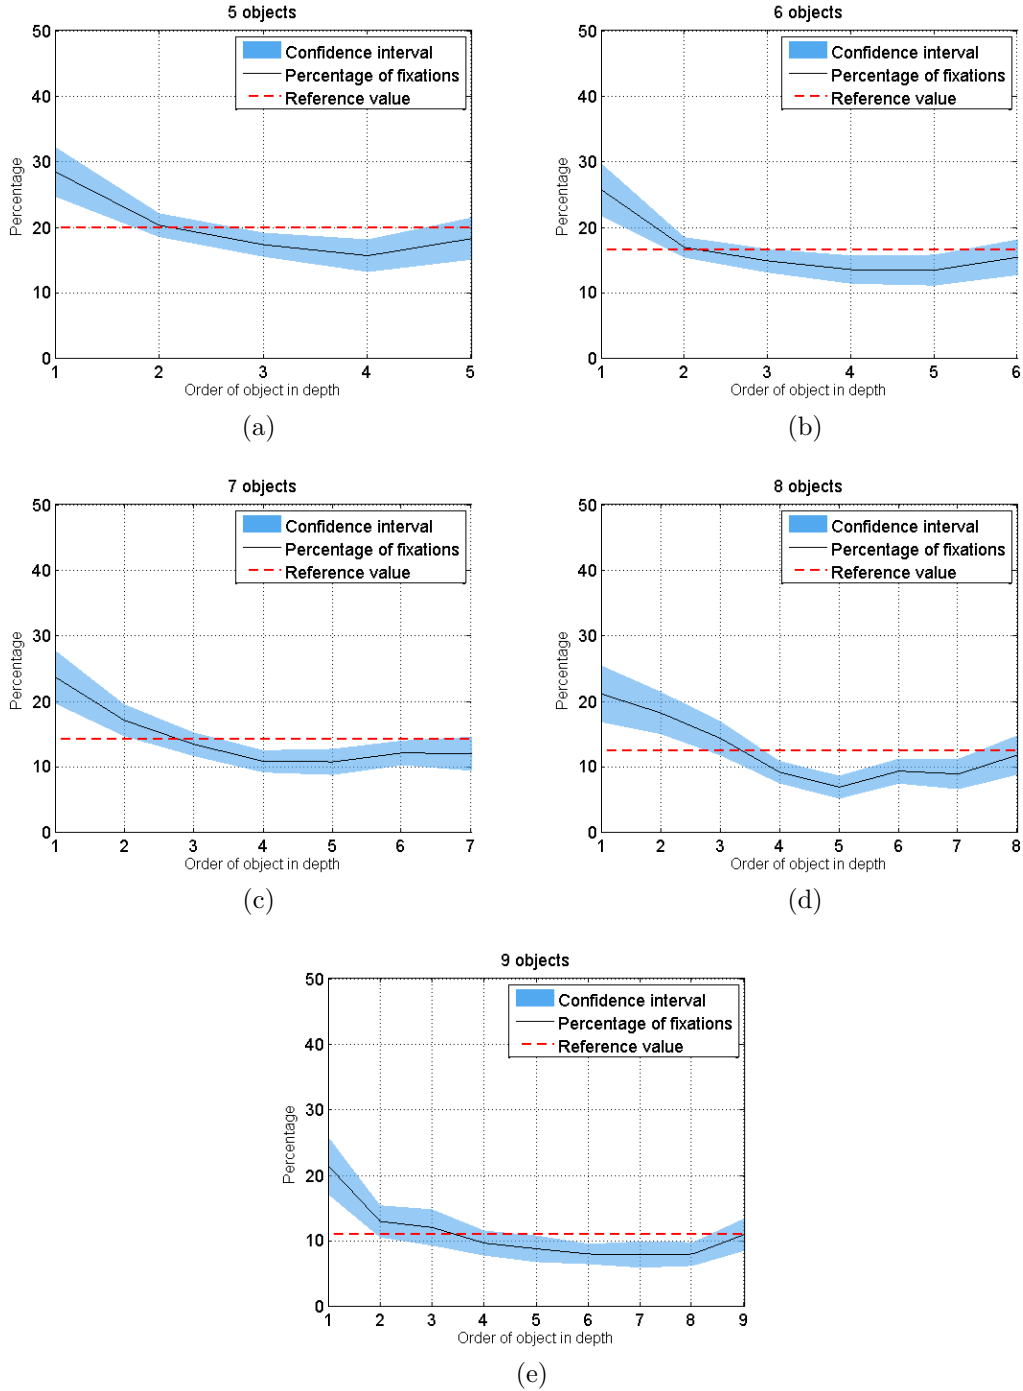 5 objects
50
40
30
20
10
0
Percentage
Confidence interval
Percentage of fixations
Reference value
1 2 3 4 5
Order of object in depth
(a)
6 objects
50
40
30
20
10
0
Percentage
Confidence interval
Percentage of fixations
Reference value
1 2 3 4 5 6
Order of object in depth
(b)
7 objects
50
40
30
20
10
0
Percentage
Confidence interval
Percentage of fixations
Reference value
1 2 3 4 5 6 7
Order of object in depth
(c)
8 objects
50
40
30
20
10
0
Percentage
Confidence interval
Percentage of fixations
Reference value
1 2 3 4 5 6 7 8
Order of object in depth
(d)
9 objects
50
40
30
20
10
0
Percentage
Confidence interval
Percentage of fixations
Reference value
1 2 3 4 5 6 7 8 9
Order of object in depth
(e)